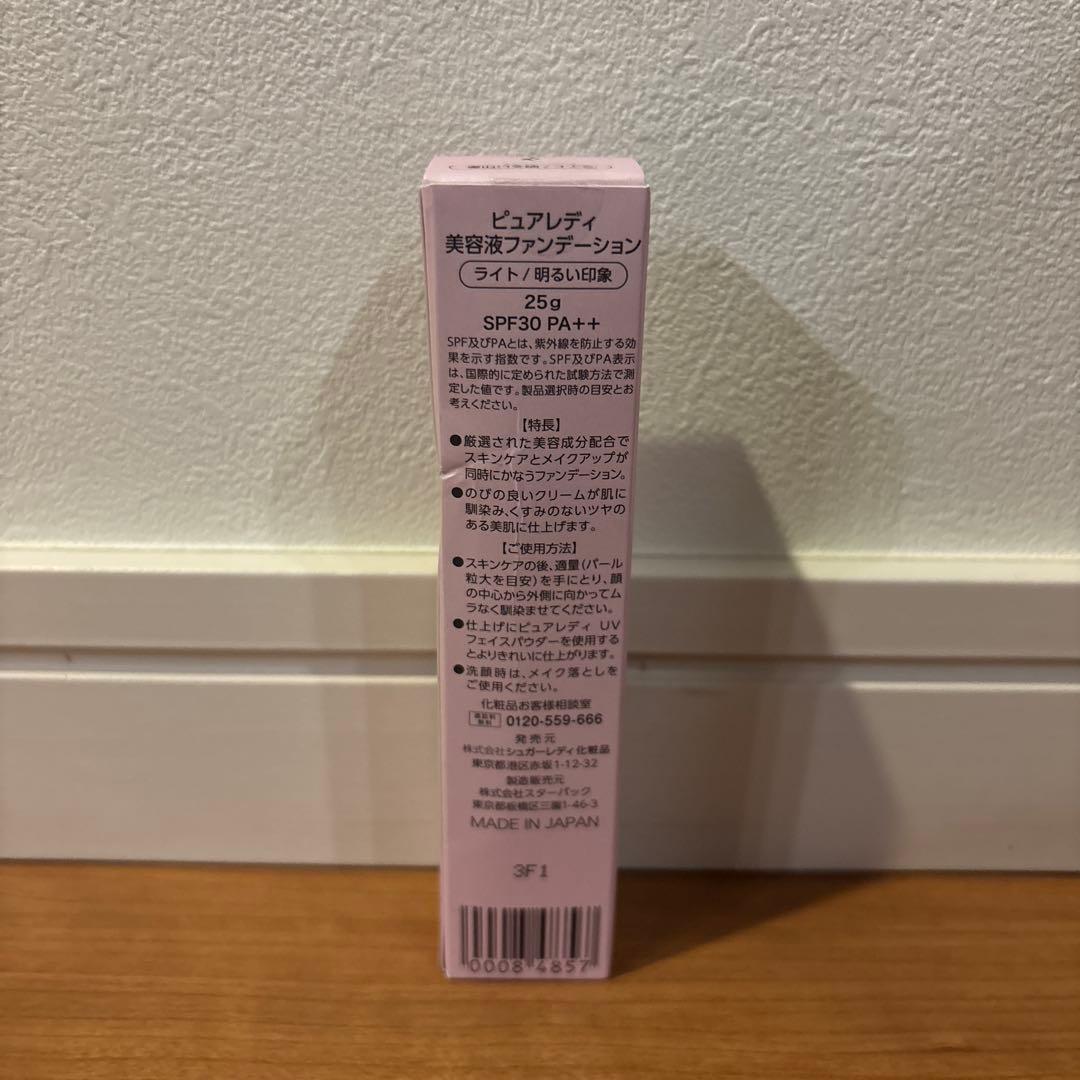 ピュアレディ
美容液ファンデーション
ライト/明るい印象
25g
SPF30 PA++
SPF及びPAとは、紫外線を防止する効
果を示す指数です。SPF及びPA表示
は、国際的に定められた試験方法で測
定した値です。製品選択時の目安とお
考えください。
【特長】
●厳選された美容成分配合で
スキンケアとメイクアップが
同時にかなうファンデーション。
●のびの良いクリームが肌に
馴染み、くすみのないツヤの
ある美肌に仕上げます。
【ご使用方法】
●スキンケアの後、適量(パール
粒大を目安)を手にとり、顔
の中心から外側に向かってム
ラなく馴染ませてください。
●仕上げにピュアレディ UV
フェイスパウダーを使用する
とよりきれいに仕上がります。
●洗顔時は、メイク落としを
ご使用ください。
化粧品お客様相談室
通話料
無料
0120-559-666
発売元
株式会社シュガーレディ化粧品
東京都港区赤坂1-12-32
製造販売元
株式会社スターパック
東京都板橋区三園1-46-3
MADE IN JAPAN
3F1
0008 4857